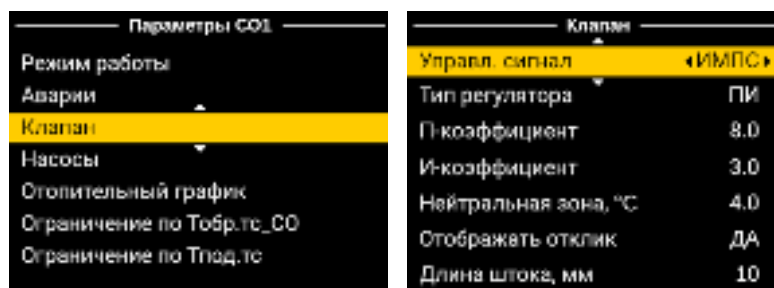 Параметры СО1
Режим работы
Аварии
Клапан
Насосы
Отопительный график
Ограничение по Тобр.тс_СО
Ограничение по Тпод.тс
Клапан
Управл. сигнал ИМПС
Тип регулятора ПИ
П-коэффициент 8.0
И-коэффициент 3.0
Нейтральная зона, °С 4.0
Отображать отклик ДА
Длина штока, мм 10